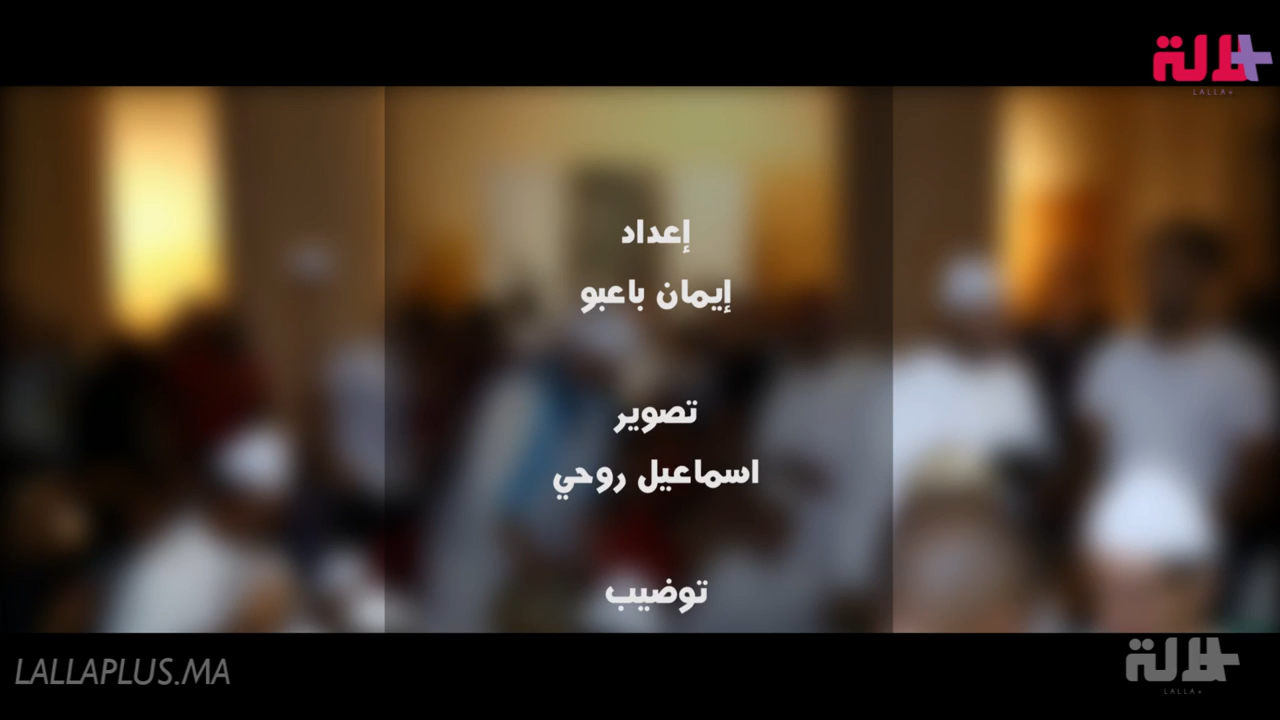 لالة+
LALLA+
إعداد
إيمان باعبو
تصوير
اسماعيل روحي
توضيب
LALLAPLUS.MA
لالة+
LALLA+